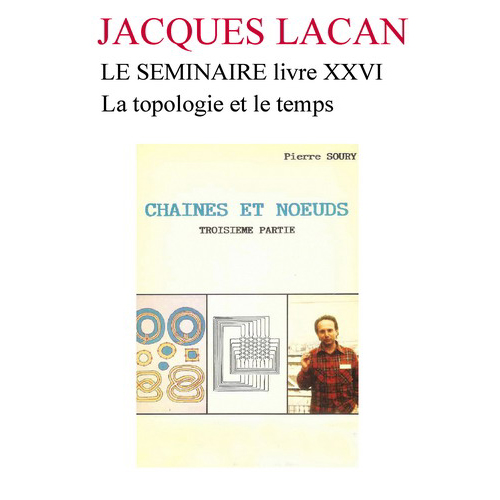 JACQUES LACAN
LE SEMINAIRE livre XXVI
La topologie et le temps
Pierre SOURY
CHAINES ET NOEUDS
TROISIEME PARTIE